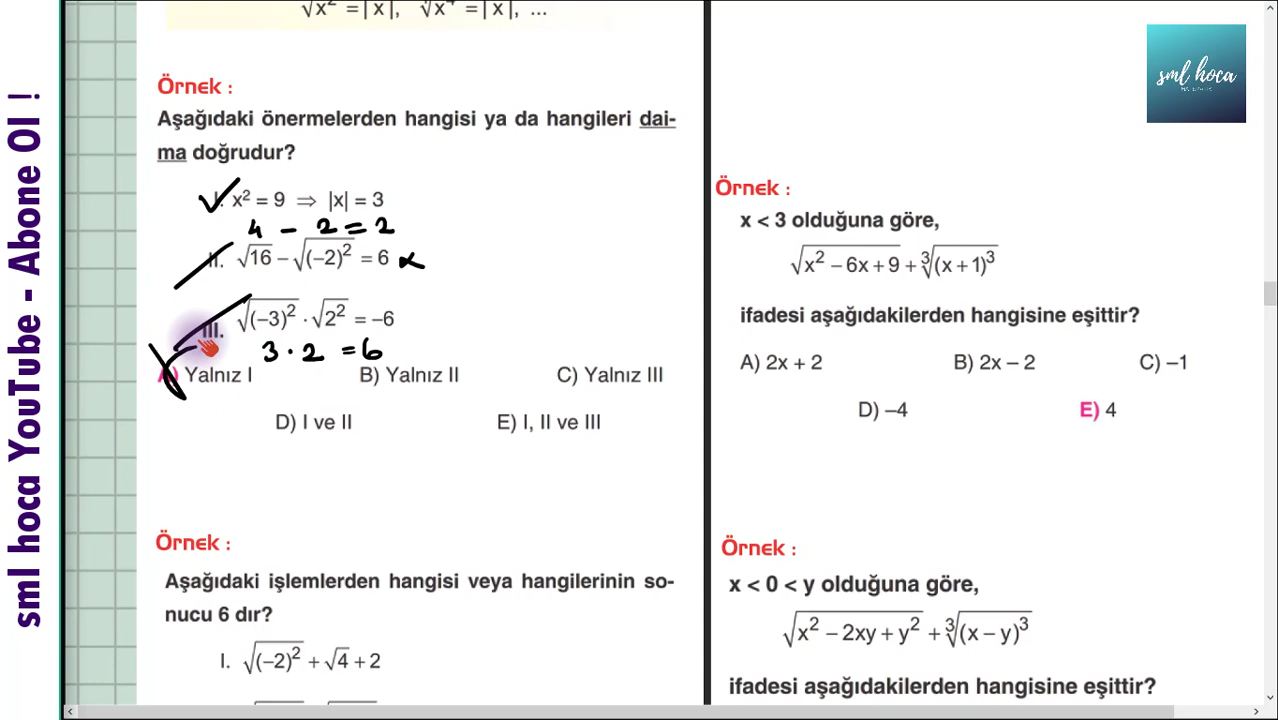 sml hoca YouTube - Abone Ol !
√x² = |x|, ∜x⁴ = |x|, ...
Örnek :
Aşağıdaki önermelerden hangisi ya da hangileri dai-
ma doğrudur?
I. x² = 9 ⇒ |x| = 3
4 - 2 = 2
II. √16 − √(−2)² = 6
III. √(−3)² · √2² = −6
3 · 2 = 6
A) Yalnız I B) Yalnız II C) Yalnız III
D) I ve II E) I, II ve III
Örnek :
Aşağıdaki işlemlerden hangisi veya hangilerinin so-
nucu 6 dır?
I. √(−2)² + √4 + 2
sml hoca
Örnek :
x < 3 olduğuna göre,
√x² − 6x + 9 + ∛(x + 1)³
ifadesi aşağıdakilerden hangisine eşittir?
A) 2x + 2 B) 2x − 2 C) −1
D) −4 E) 4
Örnek :
x < 0 < y olduğuna göre,
√x² − 2xy + y² + ∛(x − y)³
ifadesi aşağıdakilerden hangisine eşittir?